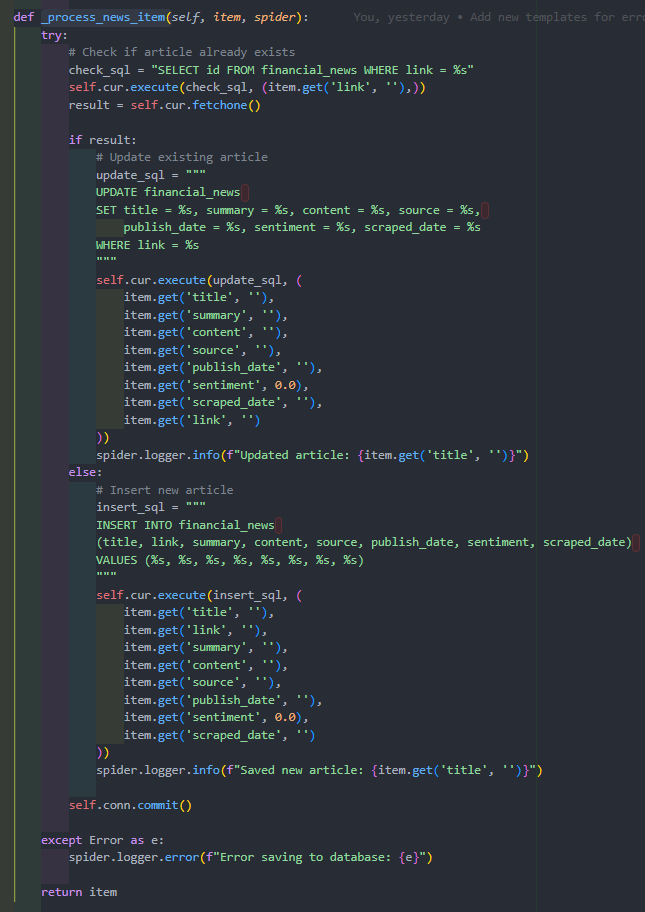 def _process_news_item(self, item, spider):    You, yesterday • Add new templates for erro
    try:
        # Check if article already exists
        check_sql = "SELECT id FROM financial_news WHERE link = %s"
        self.cur.execute(check_sql, (item.get('link', ''),))
        result = self.cur.fetchone()

        if result:
            # Update existing article
            update_sql = """
            UPDATE financial_news
            SET title = %s, summary = %s, content = %s, source = %s,
                publish_date = %s, sentiment = %s, scraped_date = %s
            WHERE link = %s
            """
            self.cur.execute(update_sql, (
                item.get('title', ''),
                item.get('summary', ''),
                item.get('content', ''),
                item.get('source', ''),
                item.get('publish_date', ''),
                item.get('sentiment', 0.0),
                item.get('scraped_date', ''),
                item.get('link', '')
            ))
            spider.logger.info(f"Updated article: {item.get('title', '')}")
        else:
            # Insert new article
            insert_sql = """
            INSERT INTO financial_news
            (title, link, summary, content, source, publish_date, sentiment, scraped_date)
            VALUES (%s, %s, %s, %s, %s, %s, %s, %s)
            """
            self.cur.execute(insert_sql, (
                item.get('title', ''),
                item.get('link', ''),
                item.get('summary', ''),
                item.get('content', ''),
                item.get('source', ''),
                item.get('publish_date', ''),
                item.get('sentiment', 0.0),
                item.get('scraped_date', '')
            ))
            spider.logger.info(f"Saved new article: {item.get('title', '')}")

        self.conn.commit()

    except Error as e:
        spider.logger.error(f"Error saving to database: {e}")

    return item